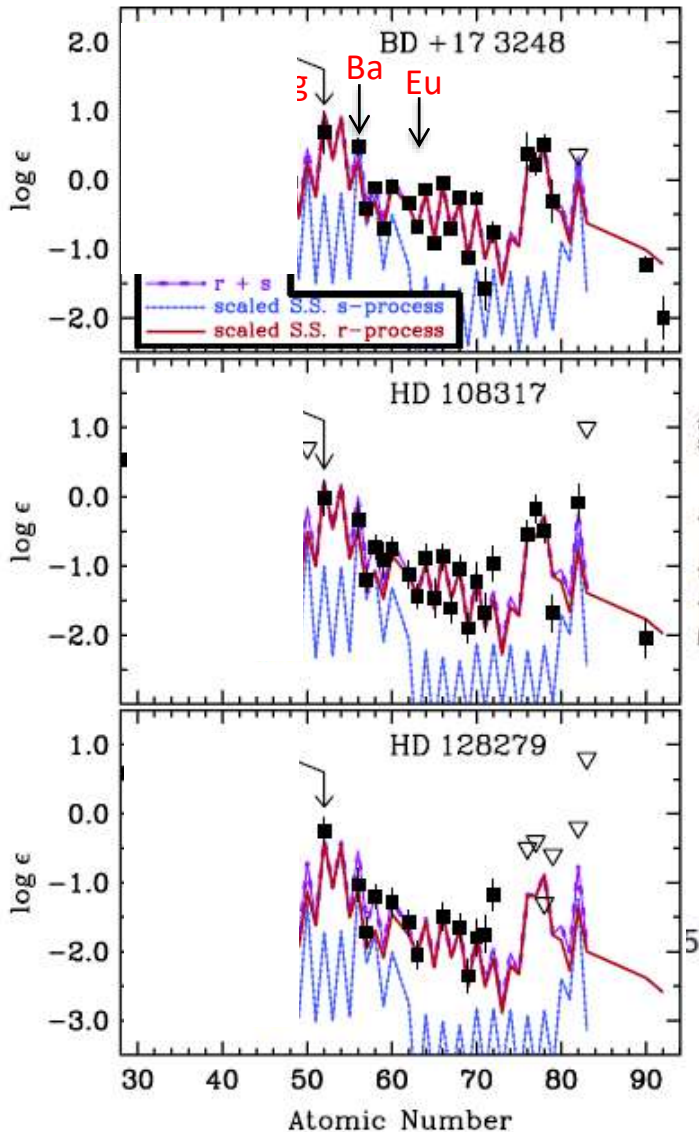 BD +17 3248
g Ba Eu
2.0
1.0
0.0
−1.0
−2.0
log ϵ
r + s
scaled S.S. s-process
scaled S.S. r-process
HD 108317
1.0
0.0
−1.0
−2.0
log ϵ
HD 128279
1.0
0.0
−1.0
−2.0
−3.0
log ϵ
5
30 40 50 60 70 80 90
Atomic Number